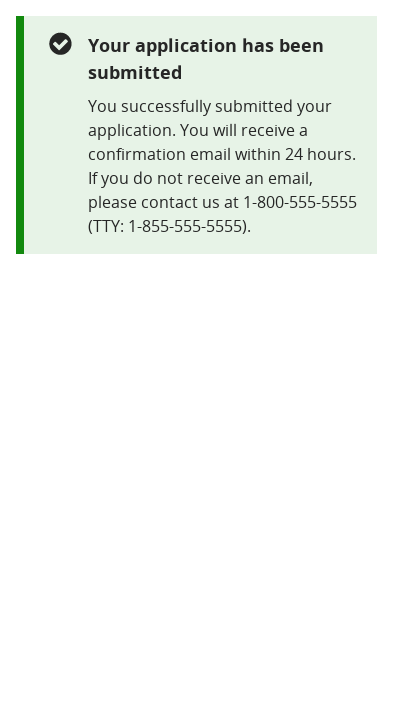 Your application has been
submitted
You successfully submitted your
application. You will receive a
confirmation email within 24 hours.
If you do not receive an email,
please contact us at 1-800-555-5555
(TTY: 1-855-555-5555).